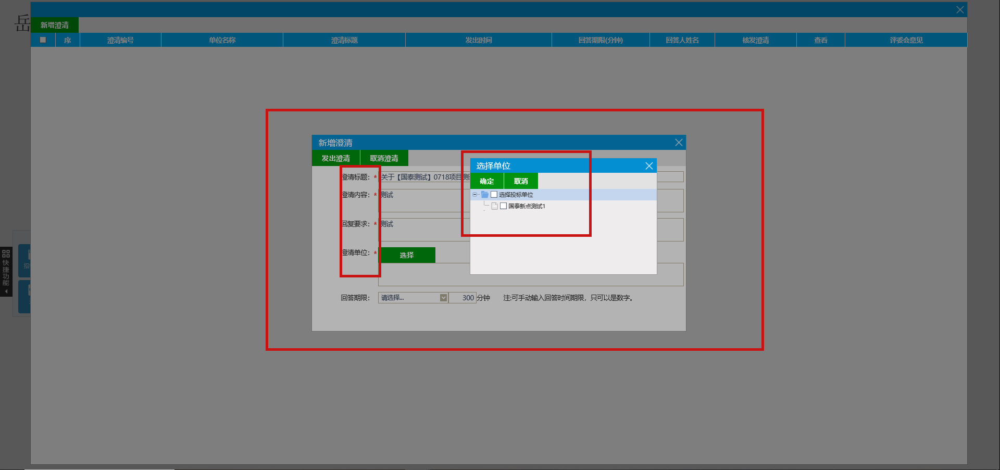 岳
新增澄清
序 澄清编号 单位名称 澄清标题 发出时间 回答期限(分钟) 回答人姓名 核发澄清 查看 评委会意见
新增澄清
发出澄清 取消澄清
澄清标题：* 关于【国泰测试】0718项目测
澄清内容：* 测试
回复要求：* 测试
澄清单位：* 选择
回答期限： 请选择... 300 分钟 注:可手动输入回答时间期限，只可以是数字。
选择单位
确定 取消
选择投标单位
国泰新点测试1
快捷功能
招